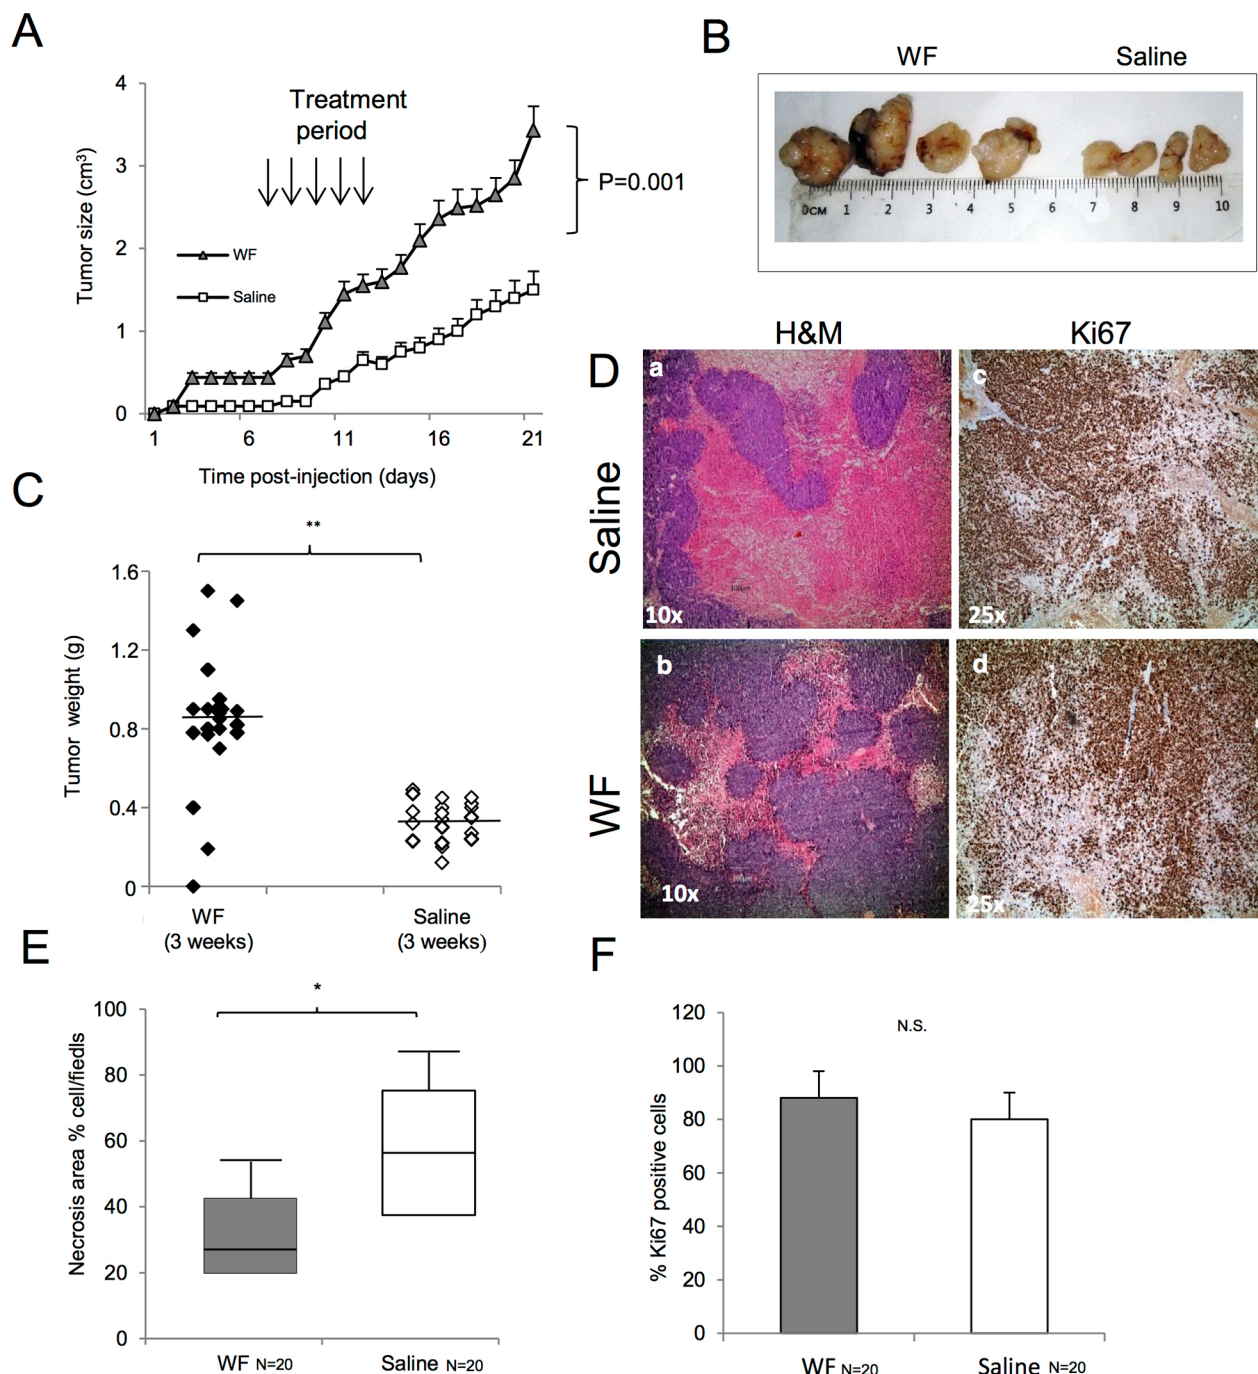 A
4
3
2
1
0
Tumor size (cm³)
Treatment
period
WF
Saline
P=0.001
1 6 11 16 21
Time post-injection (days)
B
WF Saline
0CM 1 2 3 4 5 6 7 8 9 10
C
**
1.6
1.2
0.8
0.4
0
Tumor weight (g)
WF Saline
(3 weeks) (3 weeks)
D
H&M Ki67
Saline
a
100µm
10x
c
25x
WF
b
100µm
10x
d
25x
E
*
100
80
60
40
20
0
Necrosis area % cell/fiedls
WF N=20 Saline N=20
F
N.S.
120
100
80
60
40
20
0
% Ki67 positive cells
WF N=20 Saline N=20